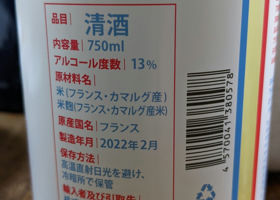 品目 清酒
内容量 750ml
アルコール度数 13%
原材料名
米(フランス・カマルグ産)
米麹(フランス・カマルグ産米)
原産国名 フランス
製造年月 2022年2月
保存方法
高温直射日光を避け、
冷暗所で保管
輸入者及び引取先
4570041380578